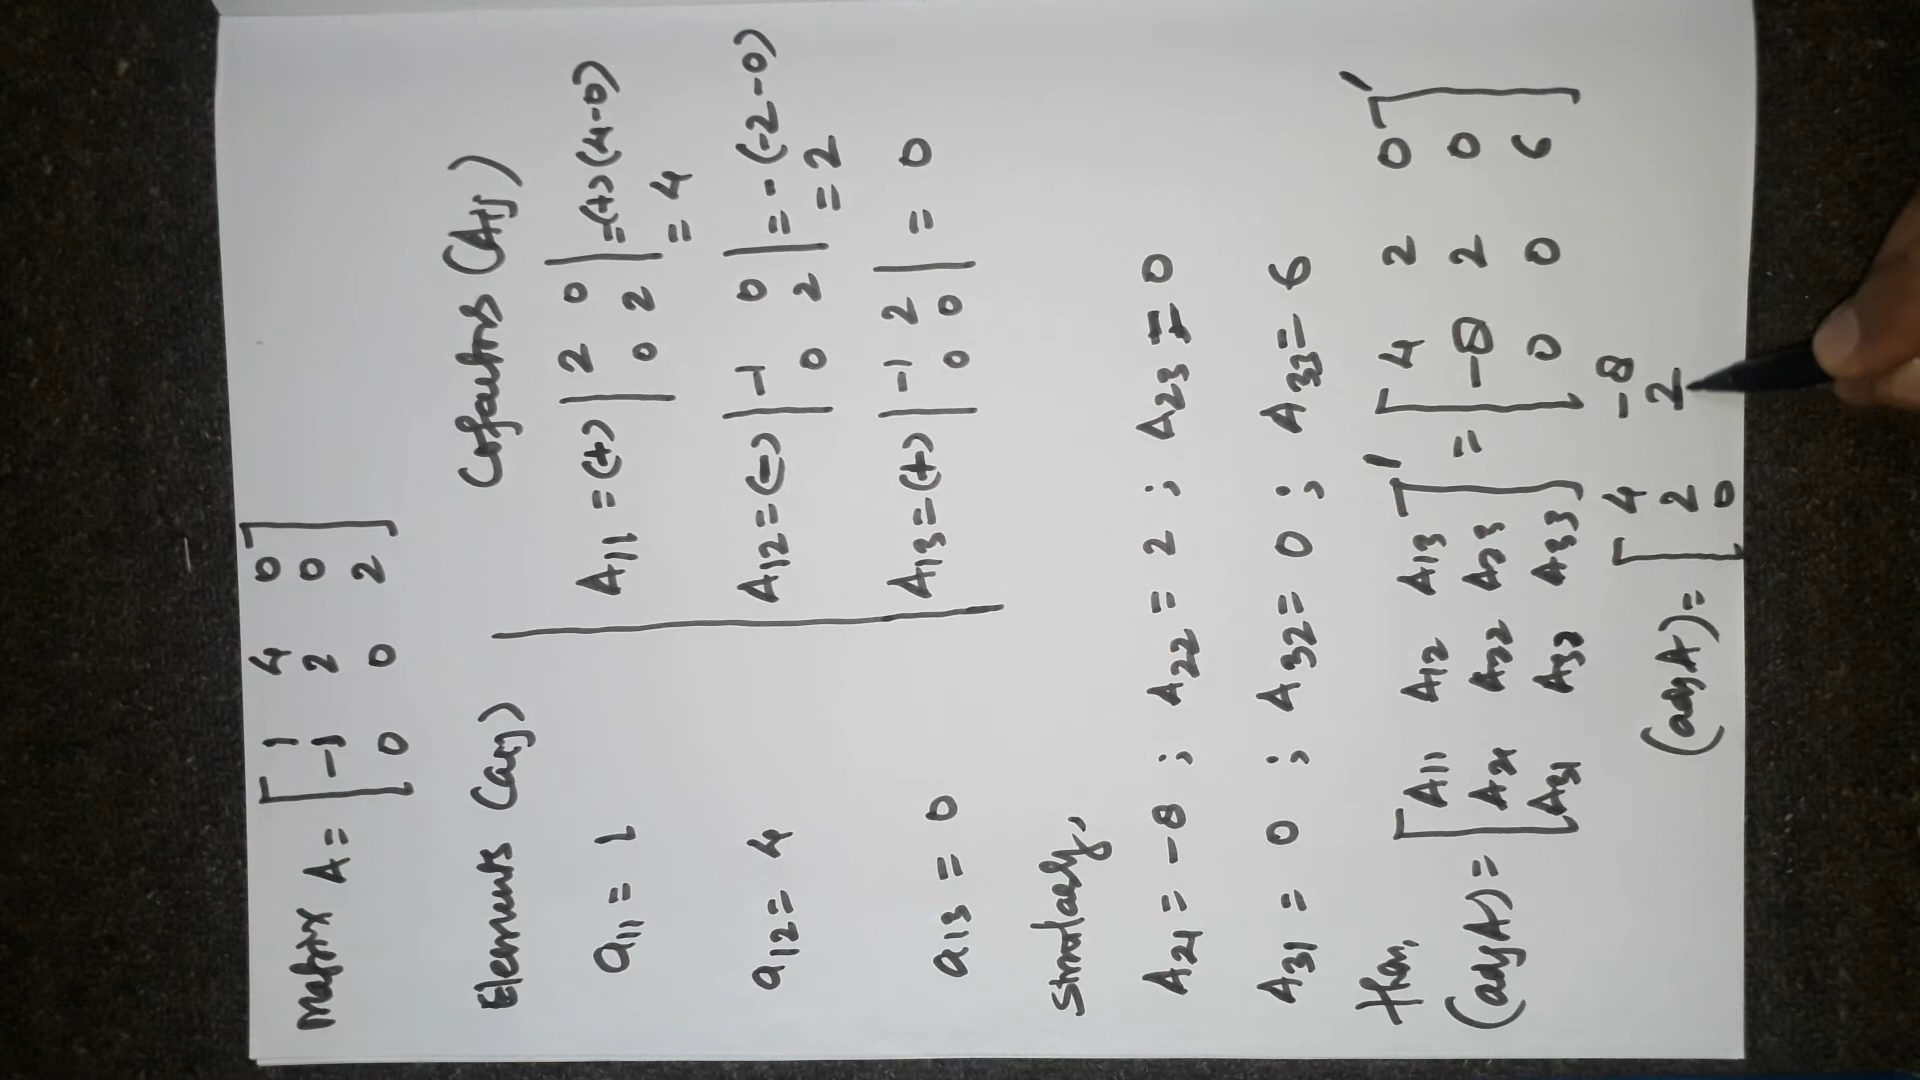 Matrix A = [ 1 4 0
-1 2 0
0 0 2 ]
Elements (aij) Cofactors (Aij)
a11 = 1 A11 = (+) | 2 0 | = (+) (4-0)
0 2 = 4
a12 = 4 A12 = (-) | -1 0 | = - (-2-0)
0 2 = 2
a13 = 0 A13 = (+) | -1 2 | = 0
0 0
Similarly,
A21 = -8 ; A22 = 2 ; A23 = 0
A31 = 0 ; A32 = 0 ; A33 = 6
then,
(adj A) = [ A11 A12 A13 ]' = [ 4 2 0 ]'
A21 A22 A23 -8 2 0
A31 A32 A33 0 0 6
(adj A) = [ 4 -8
2 2
0